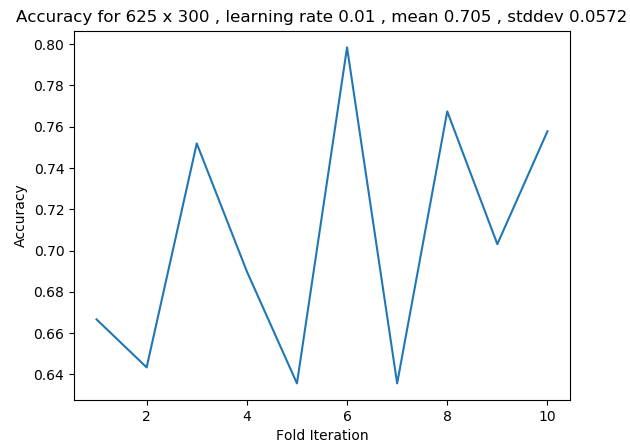 Accuracy for 625 x 300 , learning rate 0.01 , mean 0.705 , stddev 0.0572
0.80
0.78
0.76
0.74
0.72
0.70
0.68
0.66
0.64
Accuracy
2 4 6 8 10
Fold Iteration